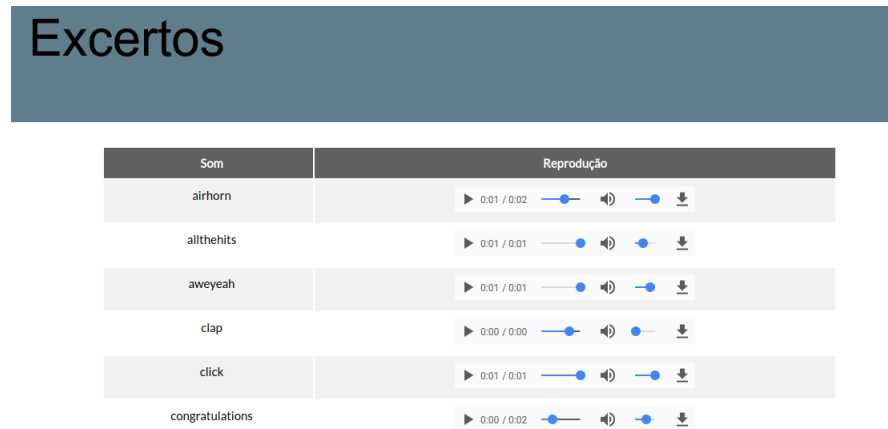 Excertos
Som Reprodução
airhorn 0:01 / 0:02
allthehits 0:01 / 0:01
aweyeah 0:01 / 0:01
clap 0:00 / 0:00
click 0:01 / 0:01
congratulations 0:00 / 0:02